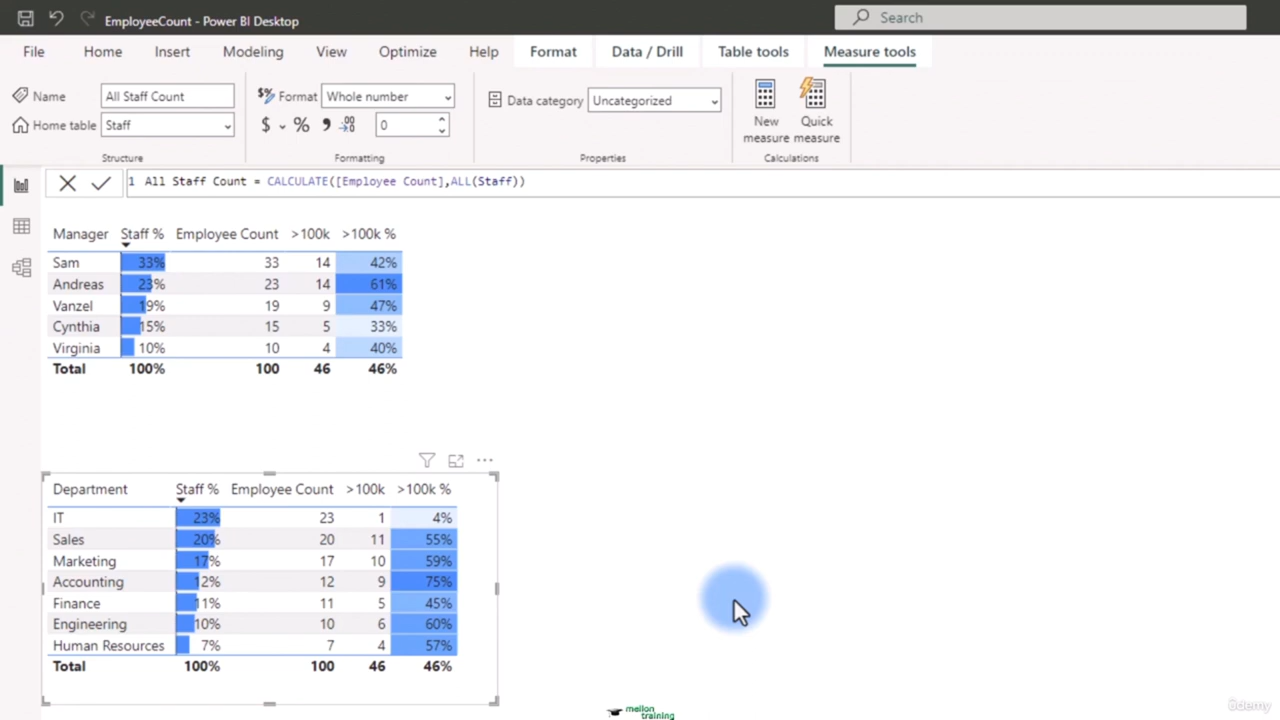 EmployeeCount - Power BI Desktop
Search
File Home Insert Modeling View Optimize Help Format Data / Drill Table tools Measure tools
Name All Staff Count
Home table Staff
Structure
Format Whole number
$ % 0
Formatting
Data category Uncategorized
Properties
New measure
Quick measure
Calculations
1 All Staff Count = CALCULATE([Employee Count],ALL(Staff))
Manager Staff % Employee Count >100k >100k %
Sam 33% 33 14 42%
Andreas 23% 23 14 61%
Vanzel 19% 19 9 47%
Cynthia 15% 15 5 33%
Virginia 10% 10 4 40%
Total 100% 100 46 46%
Department Staff % Employee Count >100k >100k %
IT 23% 23 1 4%
Sales 20% 20 11 55%
Marketing 17% 17 10 59%
Accounting 12% 12 9 75%
Finance 11% 11 5 45%
Engineering 10% 10 6 60%
Human Resources 7% 7 4 57%
Total 100% 100 46 46%
mellon
training
ûdemy